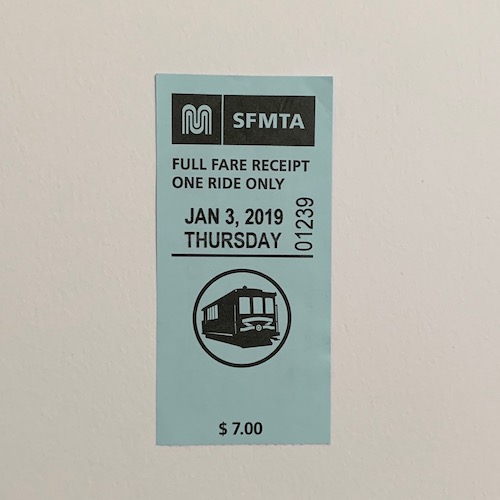 SFMTA
FULL FARE RECEIPT
ONE RIDE ONLY
JAN 3, 2019
THURSDAY
01239
$ 7.00